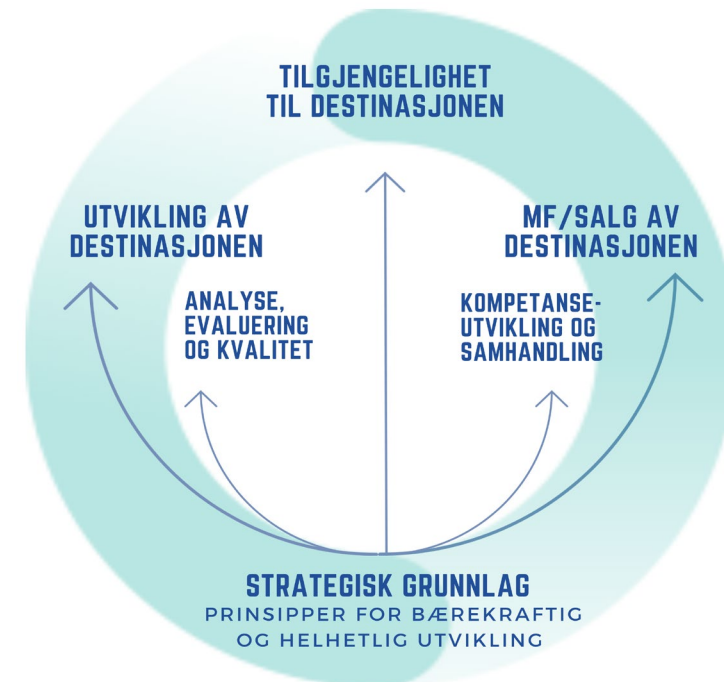 TILGJENGELIGHET
TIL DESTINASJONEN
UTVIKLING AV
DESTINASJONEN
MF/SALG AV
DESTINASJONEN
ANALYSE,
EVALUERING
OG KVALITET
KOMPETANSE-
UTVIKLING OG
SAMHANDLING
STRATEGISK GRUNNLAG
PRINSIPPER FOR BÆREKRAFTIG
OG HELHETLIG UTVIKLING